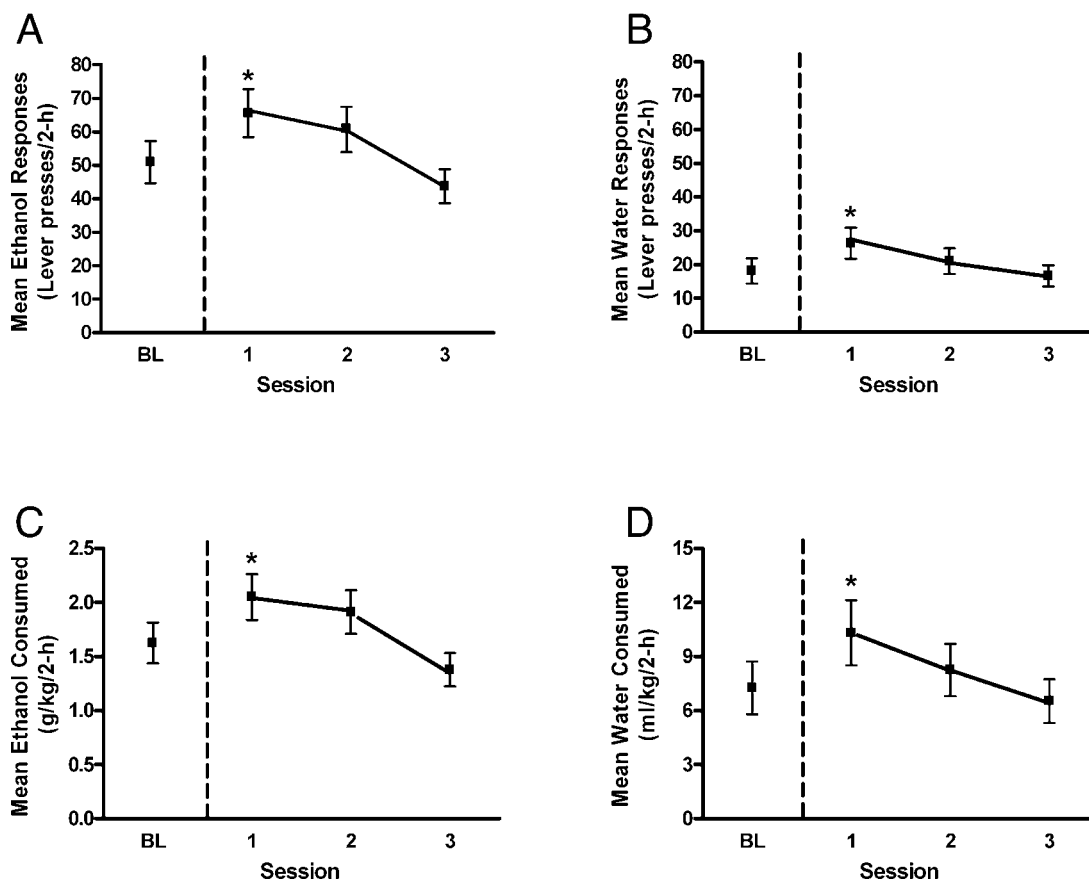 A
Mean Ethanol Responses
(Lever presses/2-h)
80
70
60
50
40
30
20
10
0
*
BL 1 2 3
Session
B
Mean Water Responses
(Lever presses/2-h)
80
70
60
50
40
30
20
10
0
*
BL 1 2 3
Session
C
Mean Ethanol Consumed
(g/kg/2-h)
2.5
2.0
1.5
1.0
0.5
0.0
*
BL 1 2 3
Session
D
Mean Water Consumed
(ml/kg/2-h)
15
12
9
6
3
0
*
BL 1 2 3
Session